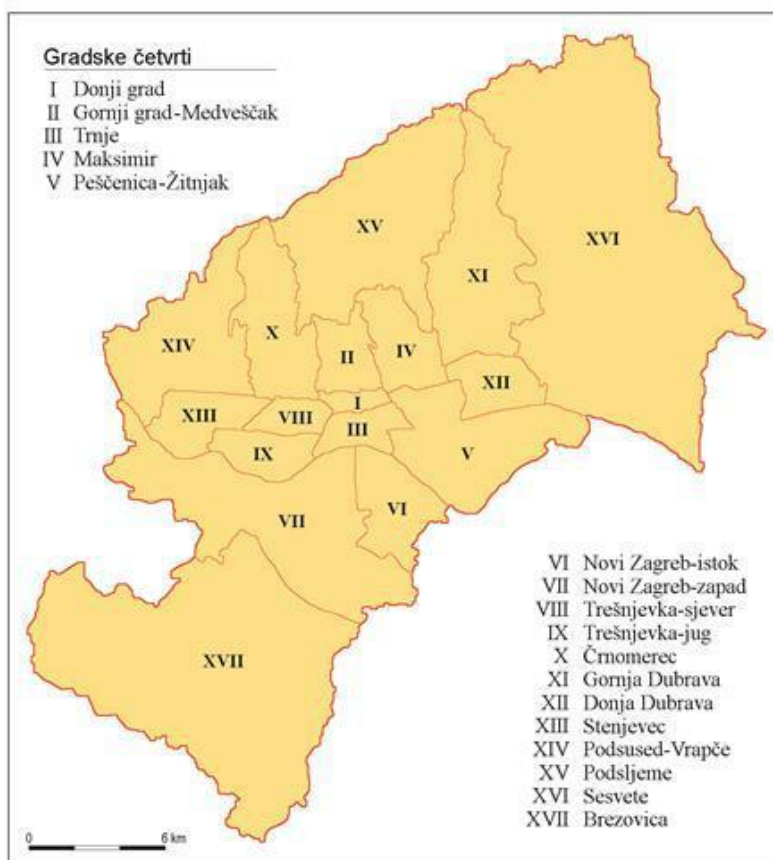 Gradske četvrti
I Donji grad
II Gornji grad-Medveščak
III Trnje
IV Maksimir
V Peščenica-Žitnjak
XVI
XV
XI
X
XIV
II
IV
XII
I
XIII
VIII
III
IX
V
VI
VII
XVII
VI Novi Zagreb-istok
VII Novi Zagreb-zapad
VIII Trešnjevka-sjever
IX Trešnjevka-jug
X Črnomerec
XI Gornja Dubrava
XII Donja Dubrava
XIII Stenjevec
XIV Podsused-Vrapče
XV Podsljeme
XVI Sesvete
XVII Brezovica
0 6 km